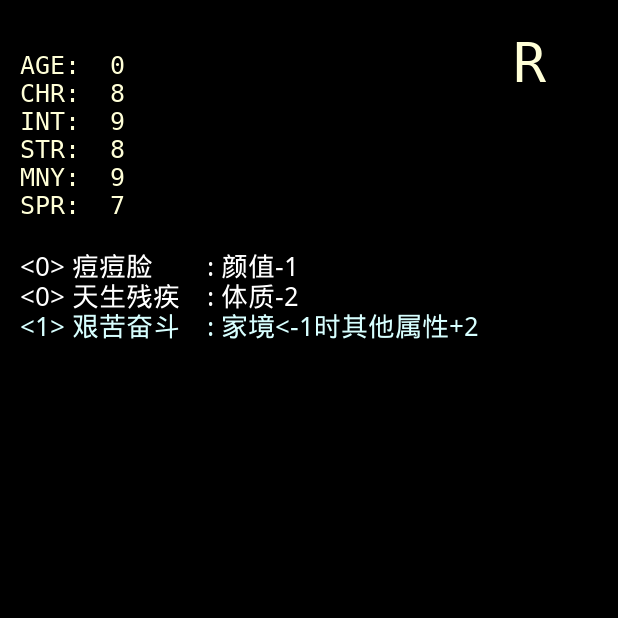 R
AGE: 0
CHR: 8
INT: 9
STR: 8
MNY: 9
SPR: 7
<0> 痘痘脸 : 颜值-1
<0> 天生残疾 : 体质-2
<1> 艰苦奋斗 : 家境<-1时其他属性+2